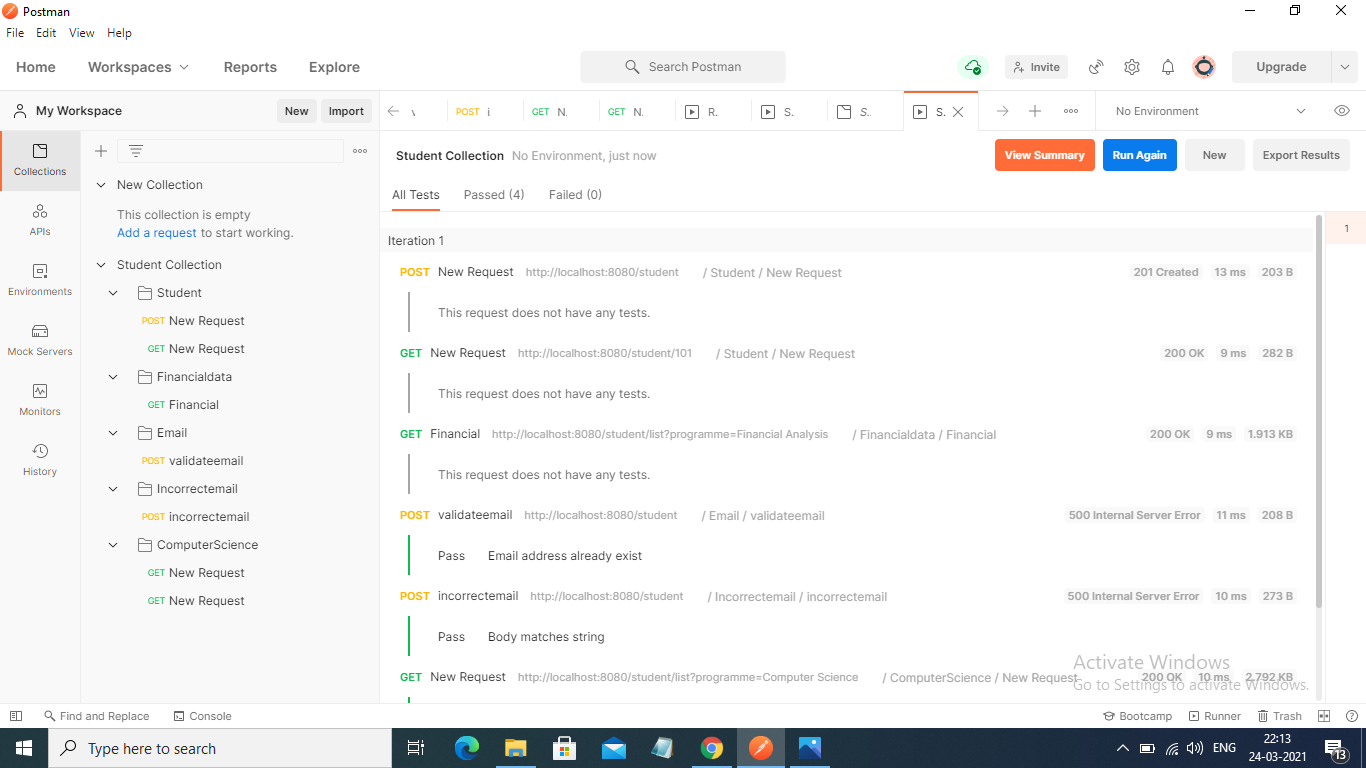 Postman
File Edit View Help
Home Workspaces Reports Explore Search Postman Invite Upgrade
My Workspace New Import
POST i GET N. GET N. R. S. S. S. No Environment
Student Collection No Environment, just now View Summary Run Again New Export Results
All Tests Passed (4) Failed (0)
Collections
APIs
Environments
Mock Servers
Monitors
History
New Collection
This collection is empty
Add a request to start working.
Student Collection
Student
POST New Request
GET New Request
Financialdata
GET Financial
Email
POST validateemail
Incorrectemail
POST incorrectemail
ComputerScience
GET New Request
GET New Request
1
Iteration 1
POST New Request http://localhost:8080/student / Student / New Request 201 Created 13 ms 203 B
This request does not have any tests.
GET New Request http://localhost:8080/student/101 / Student / New Request 200 OK 9 ms 282 B
This request does not have any tests.
GET Financial http://localhost:8080/student/list?programme=Financial Analysis / Financialdata / Financial 200 OK 9 ms 1.913 KB
This request does not have any tests.
POST validateemail http://localhost:8080/student / Email / validateemail 500 Internal Server Error 11 ms 208 B
Pass Email address already exist
POST incorrectemail http://localhost:8080/student / Incorrectemail / incorrectemail 500 Internal Server Error 10 ms 273 B
Pass Body matches string
GET New Request http://localhost:8080/student/list?programme=Computer Science / ComputerScience / New Request 200 OK 10 ms 2.792 KB
Activate Windows
Go to Settings to activate Windows.
Find and Replace Console Bootcamp Runner Trash
Type here to search ENG 22:13
24-03-2021 13